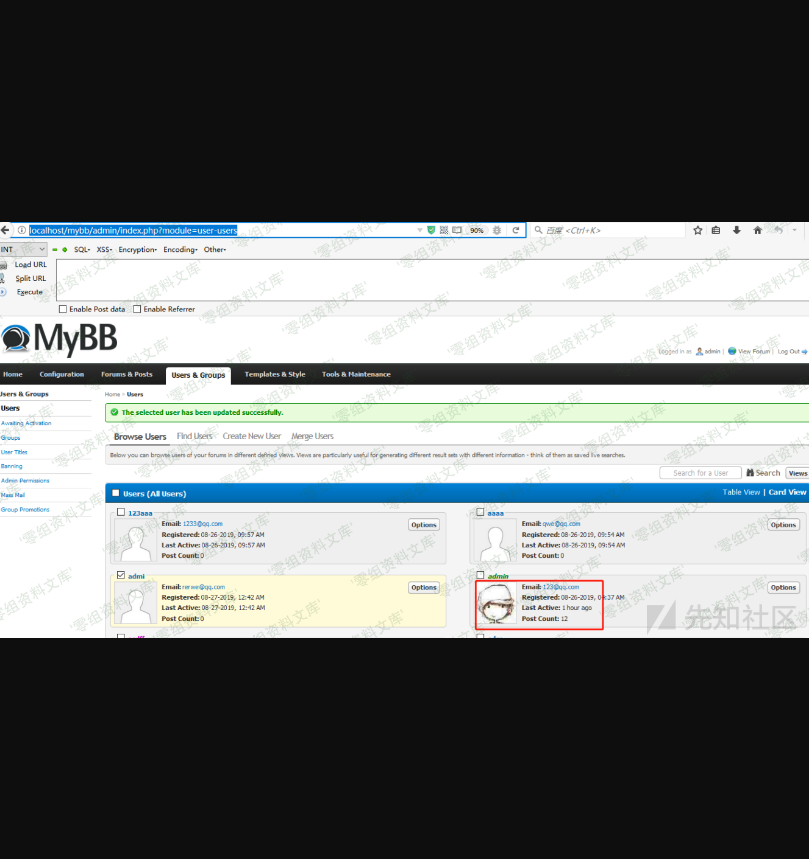 localhost/mybb/admin/index.php?module=user-users
90%
百度 <Ctrl+K>
INT
SQL- XSS- Encryption- Encoding- Other-
Load URL
Split URL
Execute
Enable Post data Enable Referrer
MyBB
Logged in as admin | View Forum | Log Out
Home Configuration Forums & Posts Users & Groups Templates & Style Tools & Maintenance
Users & Groups
Users
Awaiting Activation
Groups
User Titles
Banning
Admin Permissions
Mass Mail
Group Promotions
Home › Users
The selected user has been updated successfully.
Browse Users Find Users Create New User Merge Users
Below you can browse users of your forums in different defined views. Views are particularly useful for generating different result sets with different information - think of them as saved live searches.
Search for a User Search Views
Users (All Users) Table View | Card View
123aaa
Email: 1233@qq.com Options
Registered: 08-26-2019, 09:57 AM
Last Active: 08-26-2019, 09:57 AM
Post Count: 0
aaaa
Email: qwe@qq.com Options
Registered: 08-26-2019, 09:54 AM
Last Active: 08-26-2019, 09:54 AM
Post Count: 0
admi
Email: rerwe@qq.com Options
Registered: 08-27-2019, 12:42 AM
Last Active: 08-27-2019, 12:42 AM
Post Count: 0
admin
Email: 123@qq.com Options
Registered: 08-26-2019, 09:37 AM
Last Active: 1 hour ago
Post Count: 12
先知社区
零组资料文库